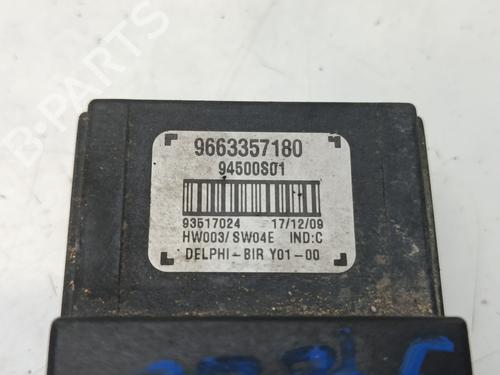 9663357180
94500S01
93517024 17/12/09
HW003/SW04E IND:C
DELPHI-BIR Y01-00
B-PARTS